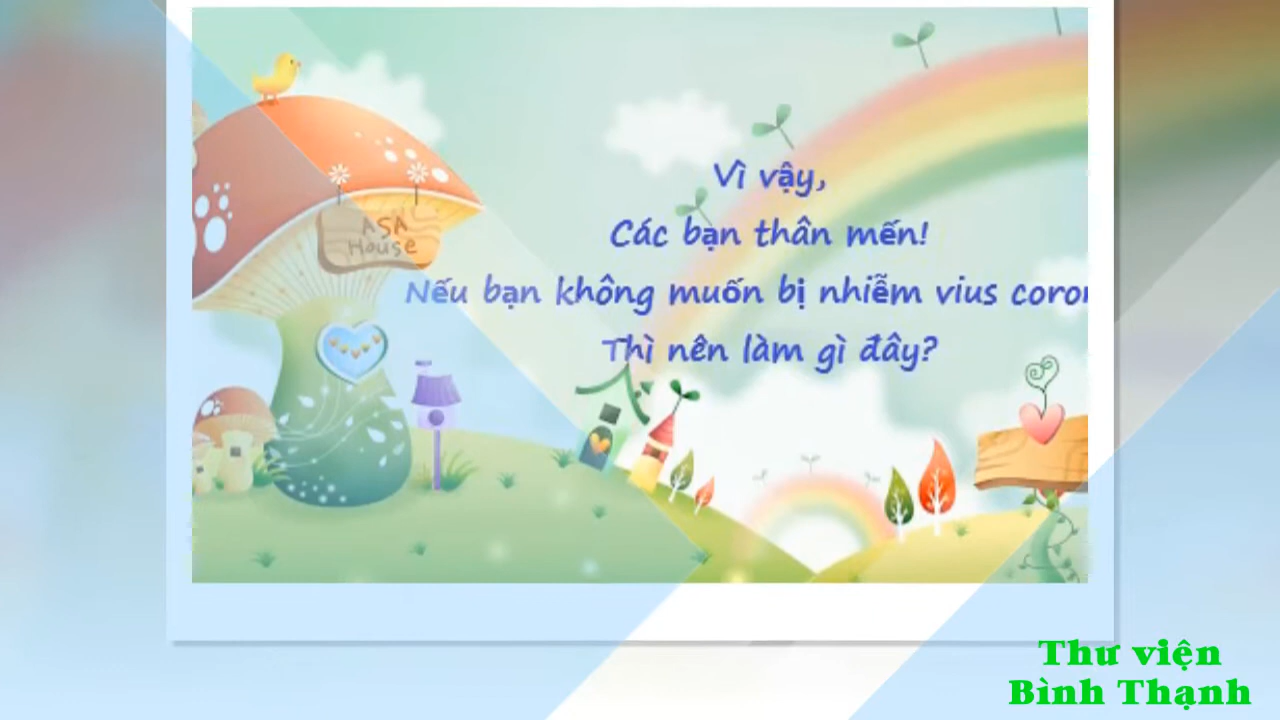 ASA
House
Vì vậy,
Các bạn thân mến!
Nếu bạn không muốn bị nhiễm vius coron
Thì nên làm gì đây?
Thư viện
Bình Thạnh